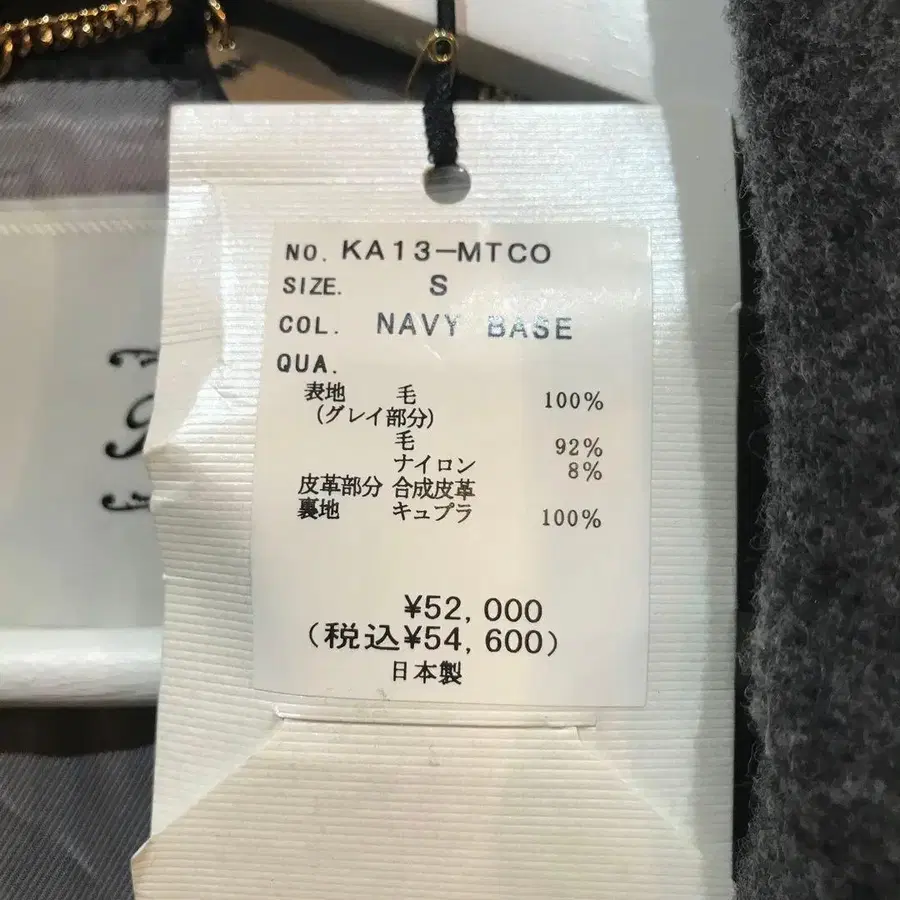 NO. KA13-MTCO
SIZE. S
COL. NAVY BASE
QUA.
表地 毛 100%
(グレイ部分)
毛 92%
ナイロン 8%
皮革部分 合成皮革
裏地 キュプラ 100%
¥52,000
(税込¥54,600)
日本製